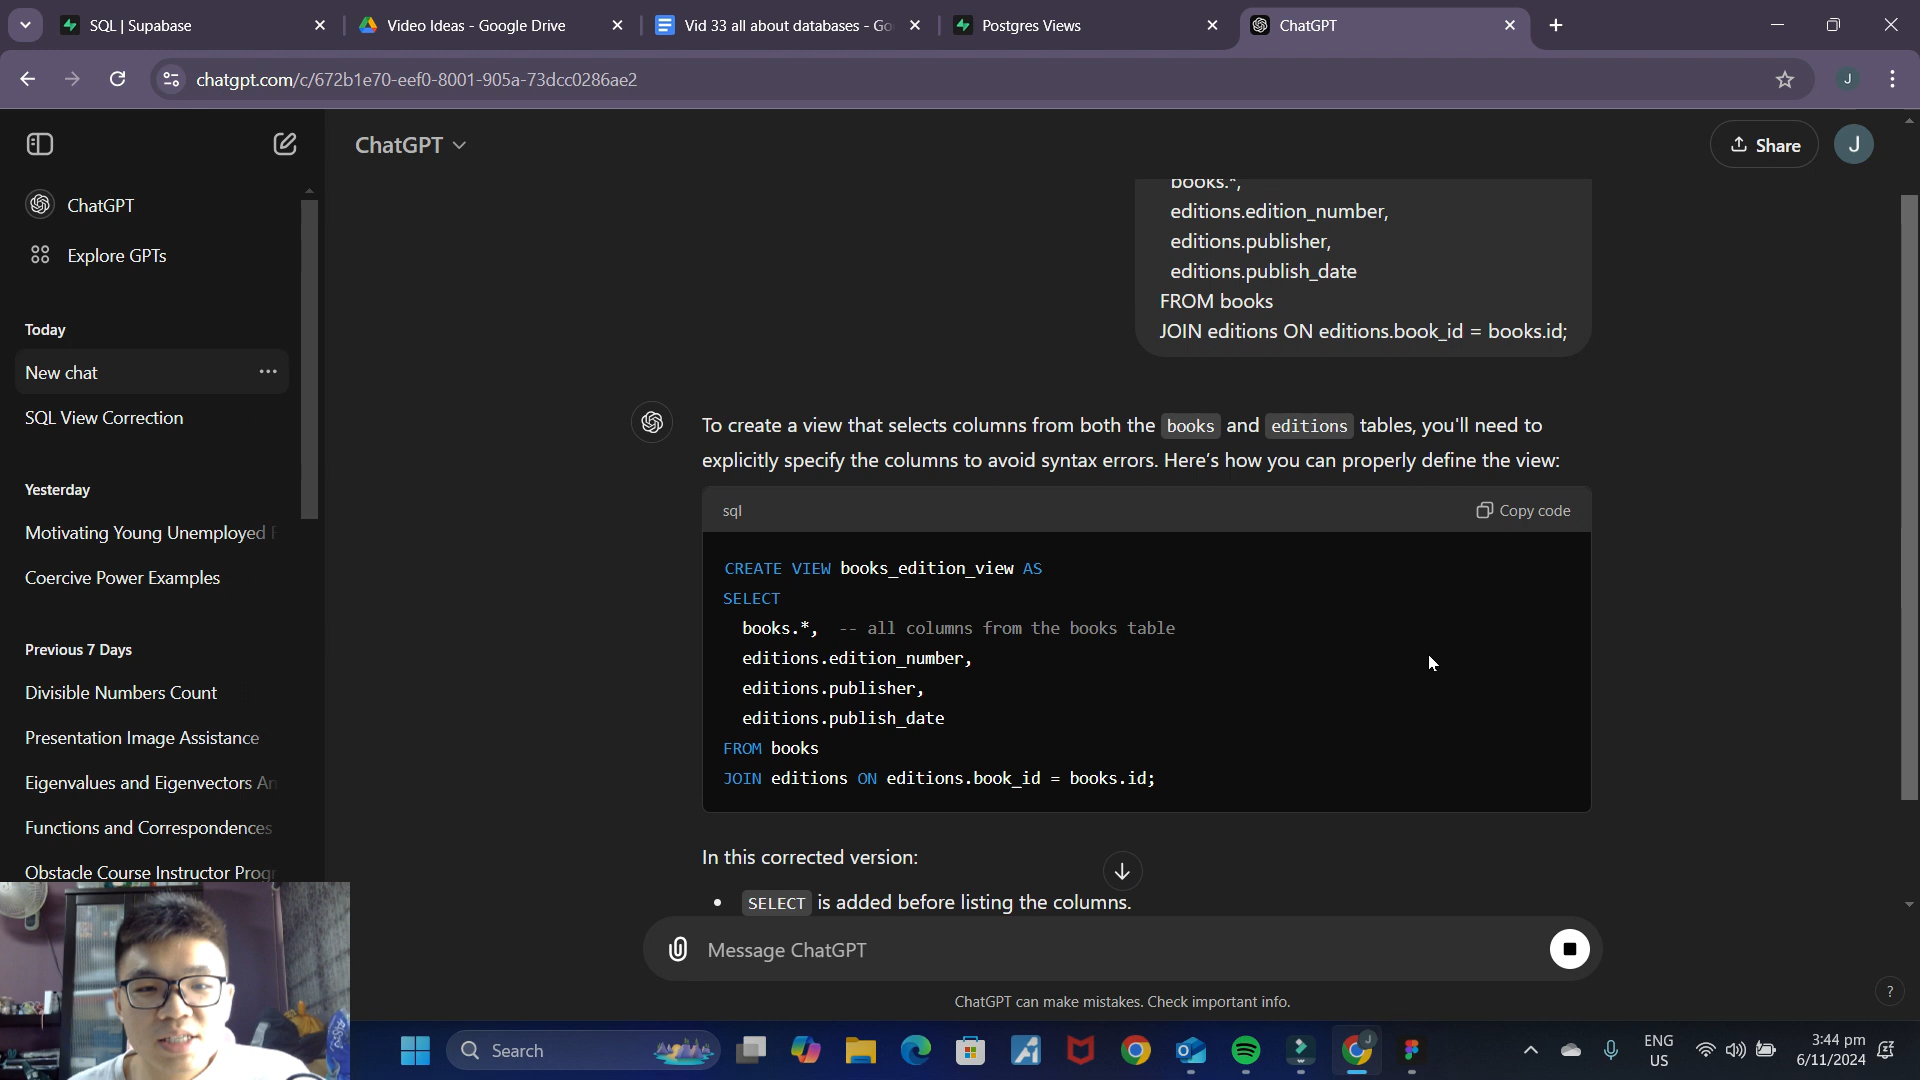 SQL | Supabase
Video Ideas - Google Drive
Vid 33 all about databases - Go
Postgres Views
ChatGPT
chatgpt.com/c/672b1e70-eef0-8001-905a-73dcc0286ae2
J
ChatGPT
Share
J
ChatGPT
Explore GPTs
Today
New chat
SQL View Correction
Yesterday
Motivating Young Unemployed
Coercive Power Examples
Previous 7 Days
Divisible Numbers Count
Presentation Image Assistance
Eigenvalues and Eigenvectors
Functions and Correspondences
Obstacle Course Instructor Progr
books.*,
editions.edition_number,
editions.publisher,
editions.publish_date
FROM books
JOIN editions ON editions.book_id = books.id;
To create a view that selects columns from both the books and editions tables, you'll need to
explicitly specify the columns to avoid syntax errors. Here's how you can properly define the view:
sql
Copy code
CREATE VIEW books_edition_view AS
SELECT
books.*, -- all columns from the books table
editions.edition_number,
editions.publisher,
editions.publish_date
FROM books
JOIN editions ON editions.book_id = books.id;
In this corrected version:
• SELECT is added before listing the columns.
Message ChatGPT
ChatGPT can make mistakes. Check important info.
?
Search
ENG
US
3:44 pm
6/11/2024